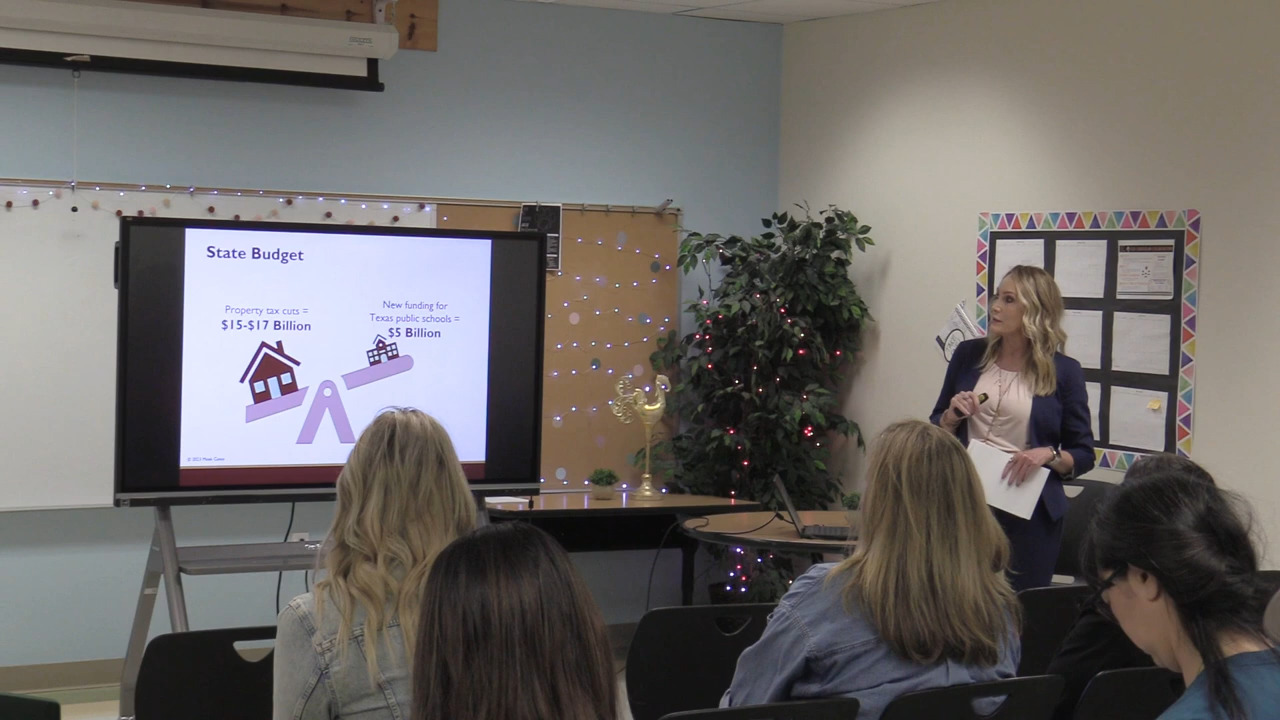 State Budget
Property tax cuts =
$15-$17 Billion
New funding for
Texas public schools =
$5 Billion